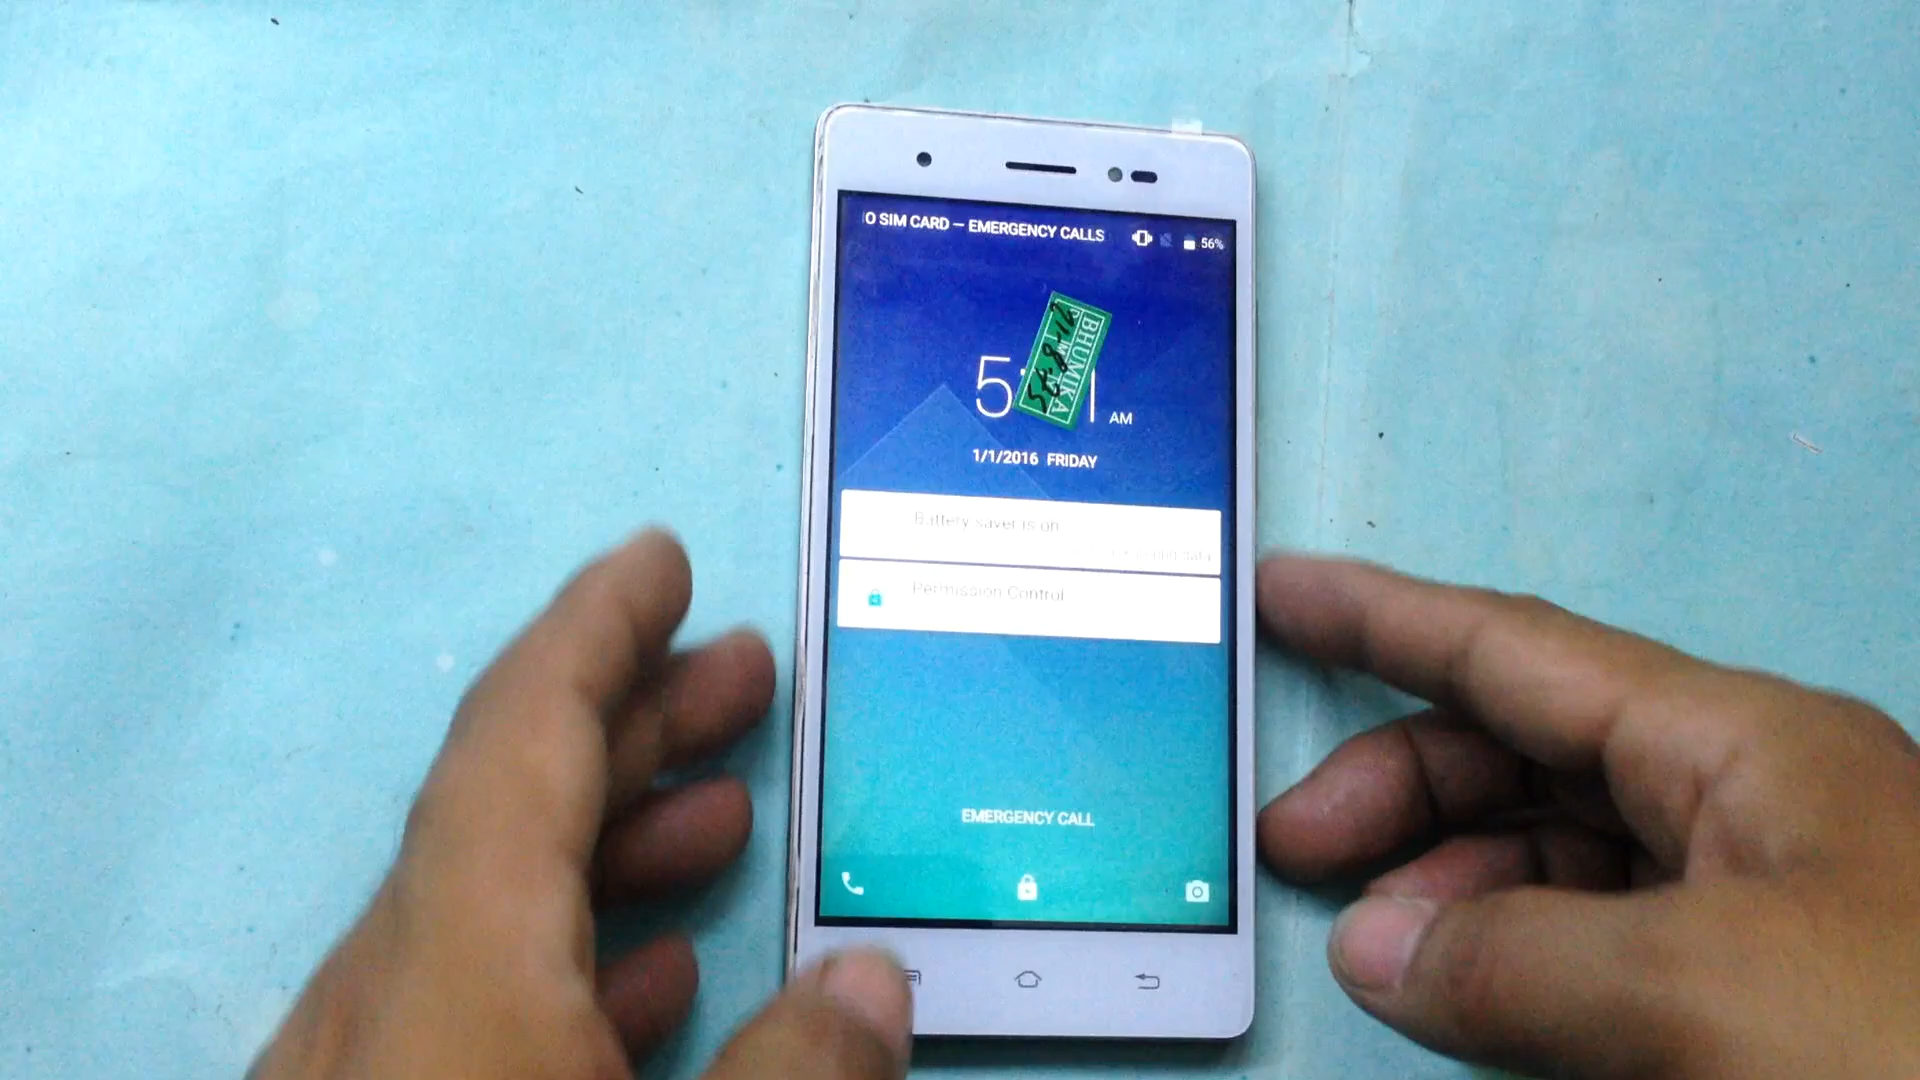 O SIM CARD — EMERGENCY CALLS
56%
BHUMIKA
AM
1/1/2016 FRIDAY
Battery saver is on
data
Permission Control
EMERGENCY CALL